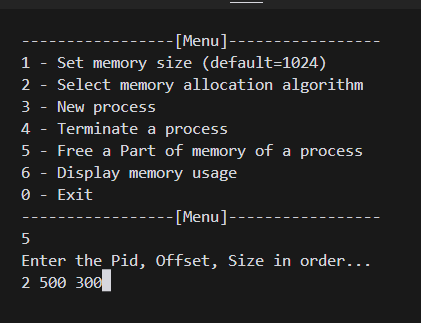 -----------------[Menu]-----------------
1 - Set memory size (default=1024)
2 - Select memory allocation algorithm
3 - New process
4 - Terminate a process
5 - Free a Part of memory of a process
6 - Display memory usage
0 - Exit
-----------------[Menu]-----------------
5
Enter the Pid, Offset, Size in order...
2 500 300